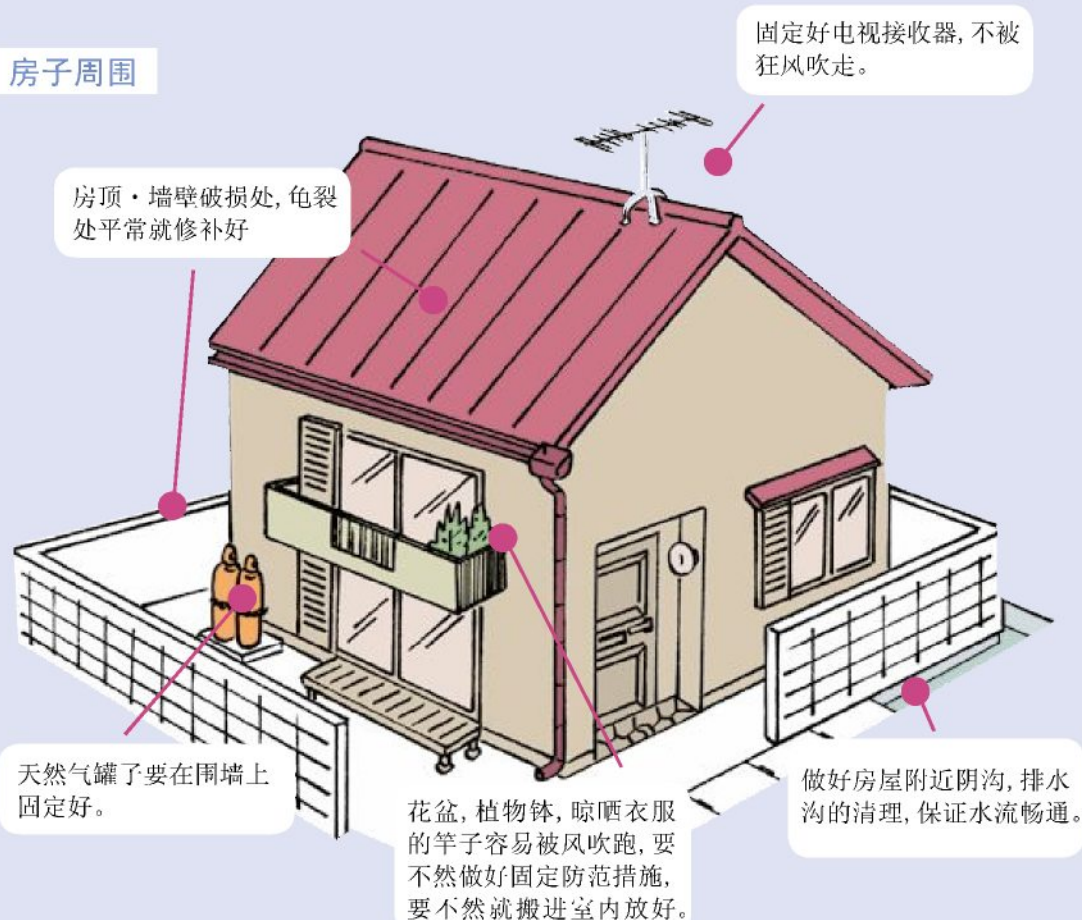 房子周围
固定好电视接收器, 不被
狂风吹走。
房顶・墙壁破损处, 龟裂
处平常就修补好
天然气罐了要在围墙上
固定好。
花盆, 植物钵, 晾晒衣服
的竿子容易被风吹跑, 要
不然做好固定防范措施,
要不然就搬进室内放好。
做好房屋附近阴沟, 排水
沟的清理, 保证水流畅通。